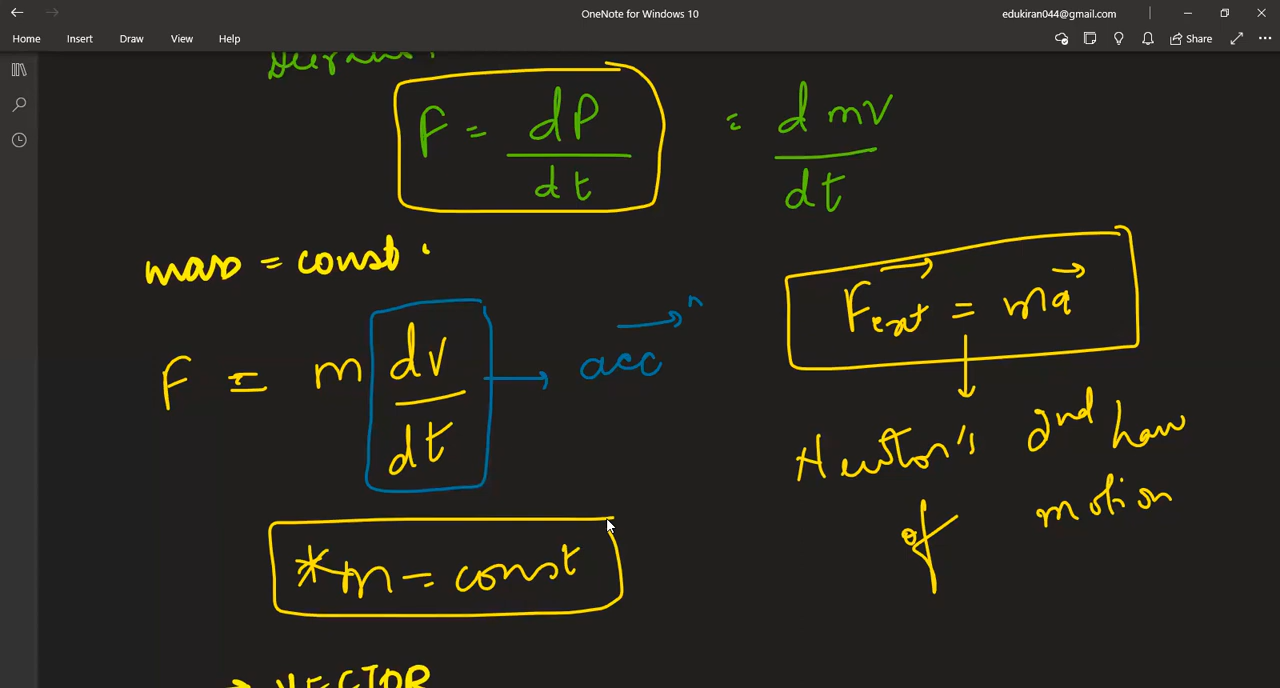 OneNote for Windows 10
edukiran044@gmail.com
Home Insert Draw View Help
Share
F = dP/dt = d mv/dt
mass = const.
F = m dv/dt → acc n
Fext = ma
Newton's 2nd Law
of motion
*m = const
→ VECTOR